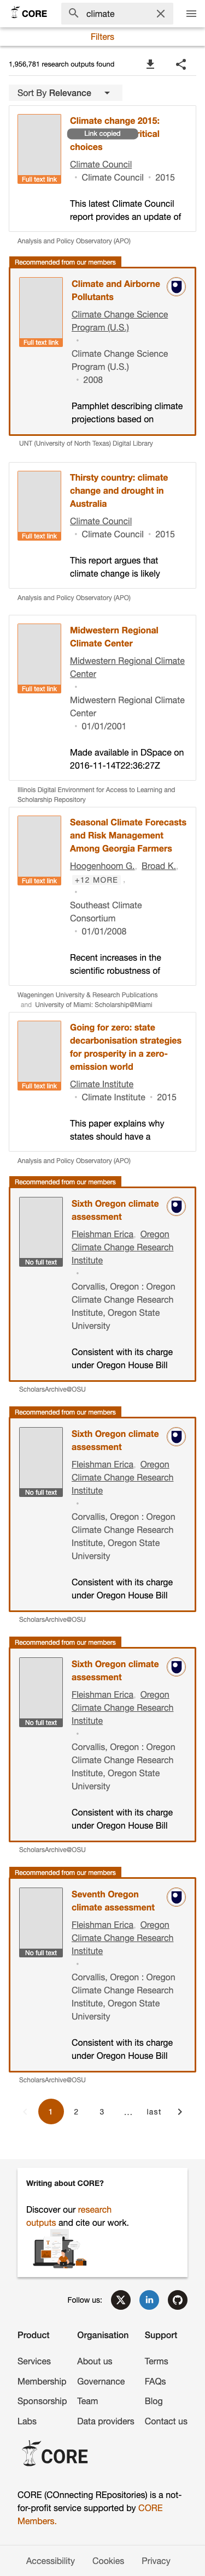 CORE
climate
Filters
1,956,781 research outputs found
Sort By Relevance
Climate change 2015:
Link copied
critical
choices
Full text link
Climate Council
Climate Council • 2015
This latest Climate Council
report provides an update of
Analysis and Policy Observatory (APO)
Recommended from our members
Climate and Airborne
Pollutants
Climate Change Science
Program (U.S.)
Full text link
Climate Change Science
Program (U.S.)
• 2008
Pamphlet describing climate
projections based on
UNT (University of North Texas) Digital Library
Thirsty country: climate
change and drought in
Australia
Climate Council
Full text link
Climate Council • 2015
This report argues that
climate change is likely
Analysis and Policy Observatory (APO)
Midwestern Regional
Climate Center
Midwestern Regional Climate
Center
Full text link
Midwestern Regional Climate
Center
• 01/01/2001
Made available in DSpace on
2016-11-14T22:36:27Z
Illinois Digital Environment for Access to Learning and
Scholarship Repository
Seasonal Climate Forecasts
and Risk Management
Among Georgia Farmers
Hoogenhoom G., Broad K.,
+12 MORE .
Full text link
Southeast Climate
Consortium
• 01/01/2008
Recent increases in the
scientific robustness of
Wageningen University & Research Publications
and University of Miami: Scholarship@Miami
Going for zero: state
decarbonisation strategies
for prosperity in a zero-
emission world
Climate Institute
Full text link
• Climate Institute • 2015
This paper explains why
states should have a
Analysis and Policy Observatory (APO)
Recommended from our members
Sixth Oregon climate
assessment
Fleishman Erica, Oregon
Climate Change Research
Institute
No full text
Corvallis, Oregon : Oregon
Climate Change Research
Institute, Oregon State
University
Consistent with its charge
under Oregon House Bill
ScholarsArchive@OSU
Recommended from our members
Sixth Oregon climate
assessment
Fleishman Erica, Oregon
Climate Change Research
Institute
No full text
Corvallis, Oregon : Oregon
Climate Change Research
Institute, Oregon State
University
Consistent with its charge
under Oregon House Bill
ScholarsArchive@OSU
Recommended from our members
Sixth Oregon climate
assessment
Fleishman Erica, Oregon
Climate Change Research
Institute
No full text
Corvallis, Oregon : Oregon
Climate Change Research
Institute, Oregon State
University
Consistent with its charge
under Oregon House Bill
ScholarsArchive@OSU
Recommended from our members
Seventh Oregon
climate assessment
Fleishman Erica, Oregon
Climate Change Research
Institute
No full text
Corvallis, Oregon : Oregon
Climate Change Research
Institute, Oregon State
University
Consistent with its charge
under Oregon House Bill
ScholarsArchive@OSU
1 2 3 ... last
Writing about CORE?
Discover our research
outputs and cite our work.
Follow us:
Product Organisation Support
Services About us Terms
Membership Governance FAQs
Sponsorship Team Blog
Labs Data providers Contact us
CORE
CORE (COnnecting REpositories) is a not-
for-profit service supported by CORE
Members.
Accessibility Cookies Privacy